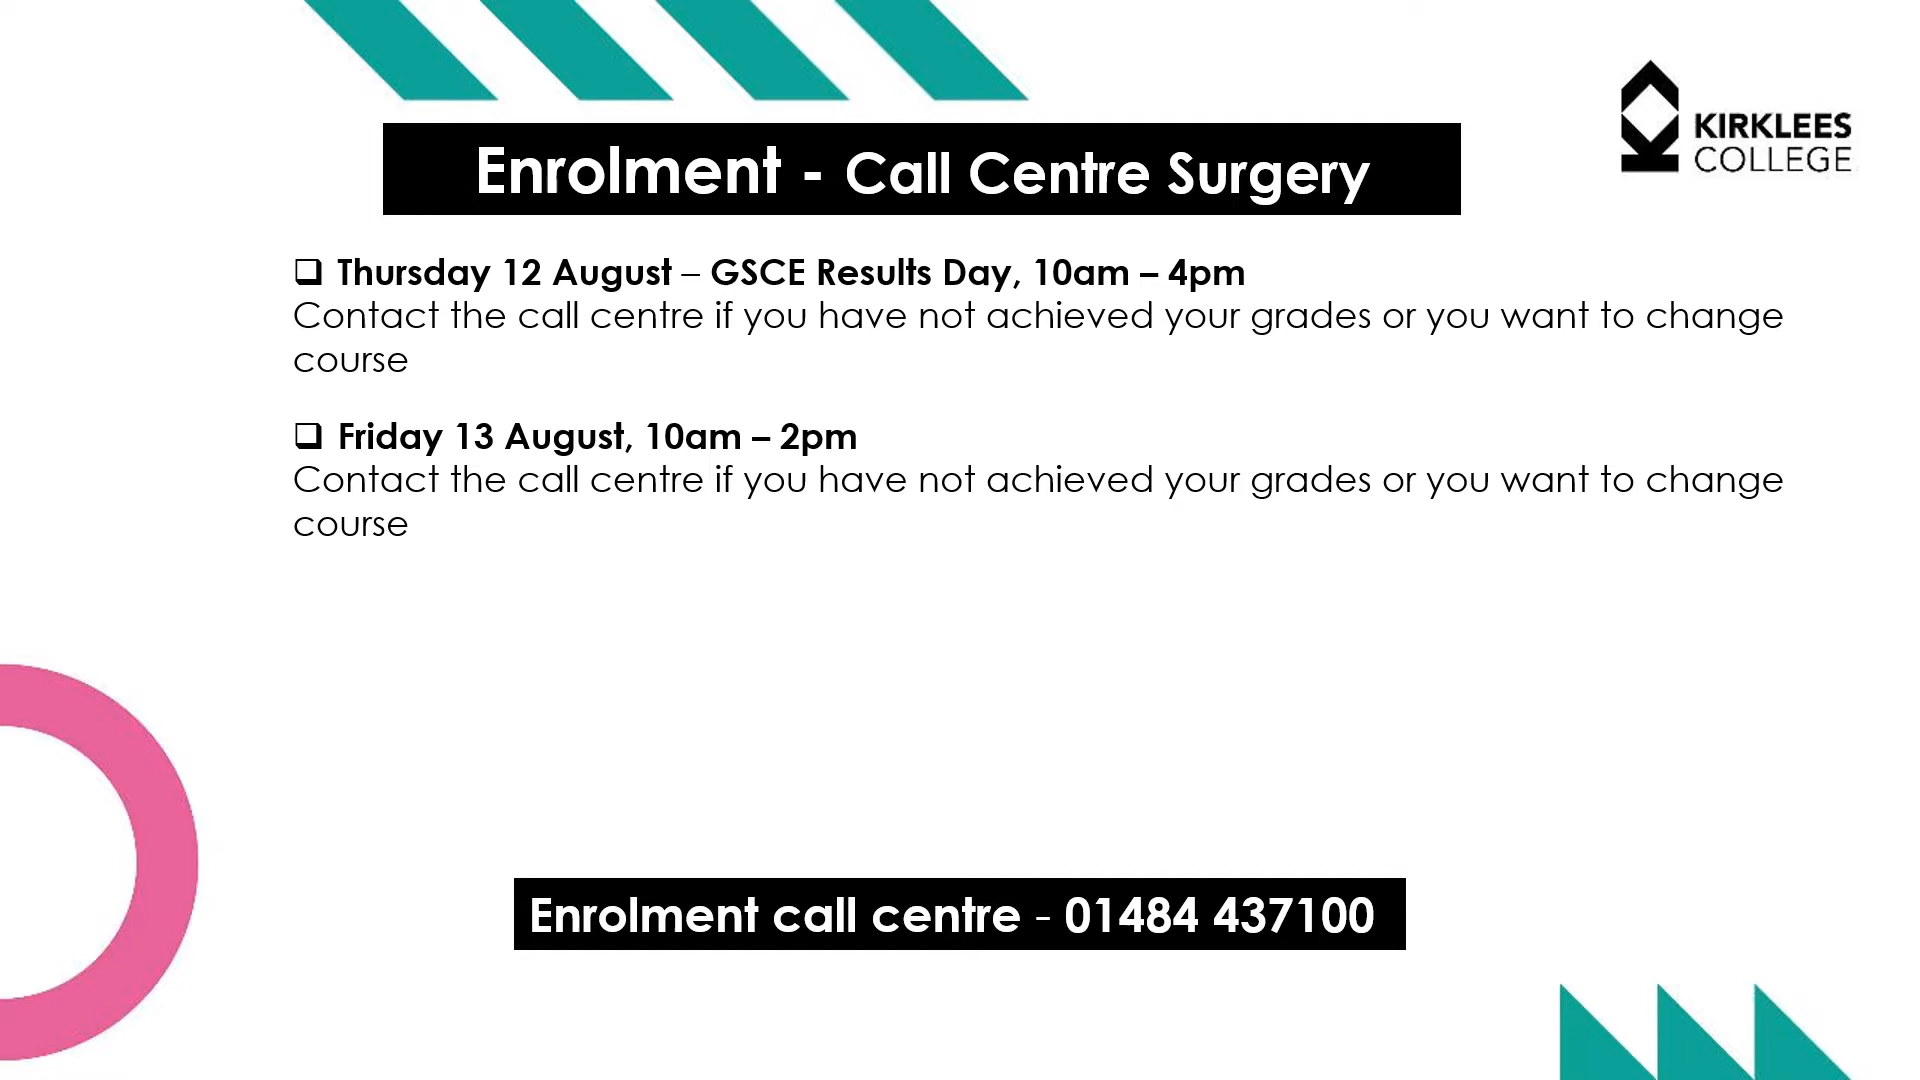 KIRKLEES
COLLEGE
Enrolment - Call Centre Surgery
❑ Thursday 12 August – GSCE Results Day, 10am – 4pm
Contact the call centre if you have not achieved your grades or you want to change
course
❑ Friday 13 August, 10am – 2pm
Contact the call centre if you have not achieved your grades or you want to change
course
Enrolment call centre - 01484 437100